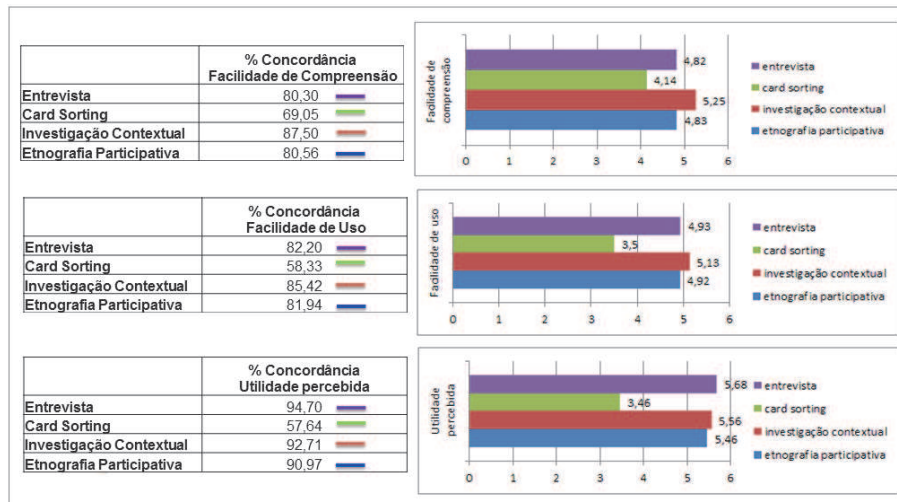 % Concordância
Facilidade de Compreensão
Entrevista 80,30
Card Sorting 69,05
Investigação Contextual 87,50
Etnografia Participativa 80,56
Facilidade de
compreensão
4,82
4,14
5,25
4,83
0 1 2 3 4 5 6
entrevista
card sorting
investigação contextual
etnografia participativa
% Concordância
Facilidade de Uso
Entrevista 82,20
Card Sorting 58,33
Investigação Contextual 85,42
Etnografia Participativa 81,94
Facilidade de uso
4,93
3,5
5,13
4,92
0 1 2 3 4 5 6
entrevista
card sorting
investigação contextual
etnografia participativa
% Concordância
Utilidade percebida
Entrevista 94,70
Card Sorting 57,64
Investigação Contextual 92,71
Etnografia Participativa 90,97
Utilidade
percebida
5,68
3,46
5,56
5,46
0 1 2 3 4 5 6
entrevista
card sorting
investigação contextual
etnografia participativa